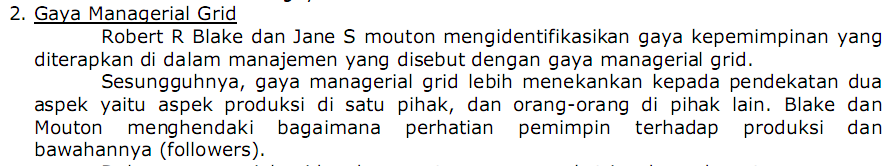 2. Gaya Managerial Grid
Robert R Blake dan Jane S mouton mengidentifikasikan gaya kepemimpinan yang
diterapkan di dalam manajemen yang disebut dengan gaya managerial grid.
Sesungguhnya, gaya managerial grid lebih menekankan kepada pendekatan dua
aspek yaitu aspek produksi di satu pihak, dan orang-orang di pihak lain. Blake dan
Mouton menghendaki bagaimana perhatian pemimpin terhadap produksi dan
bawahannya (followers).